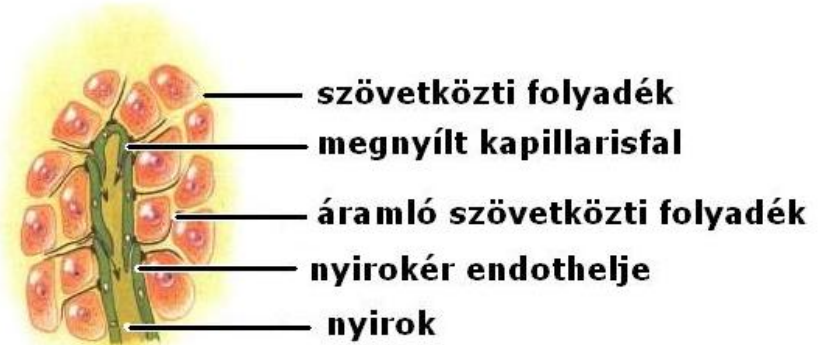 szövetközti folyadék
megnyílt kapillarisfal
áramló szövetközti folyadék
nyirokér endothelje
nyirok